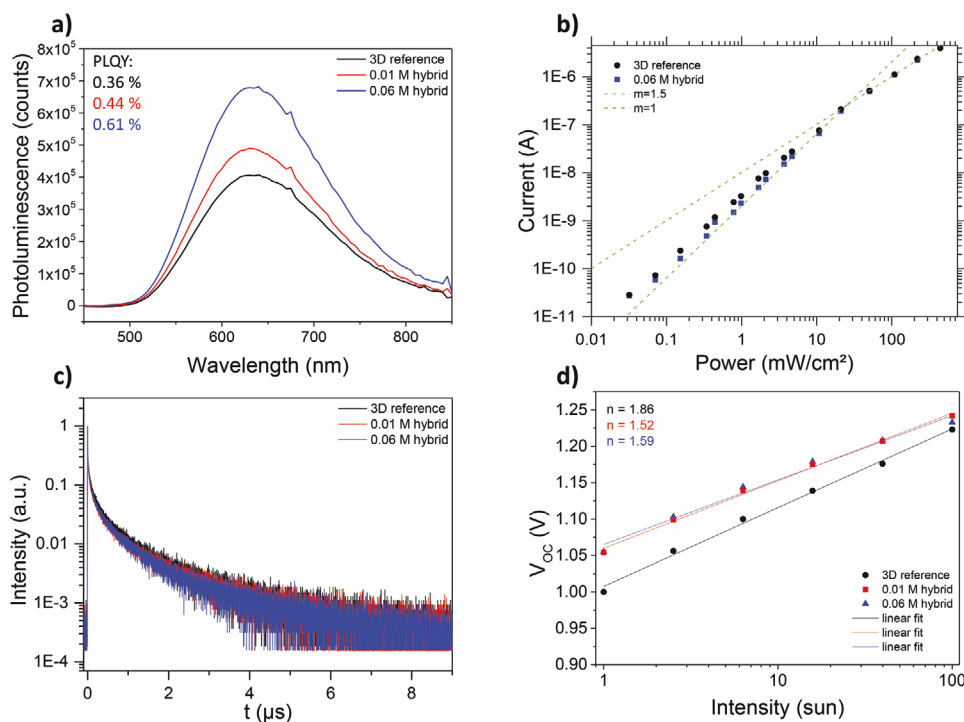 a)
8x10⁵
7x10⁵
6x10⁵
5x10⁵
4x10⁵
3x10⁵
2x10⁵
1x10⁵
0
Photoluminescence (counts)
PLQY:
0.36 %
0.44 %
0.61 %
3D reference
0.01 M hybrid
0.06 M hybrid
500
600
700
800
Wavelength (nm)
b)
1E-6
1E-7
1E-8
1E-9
1E-10
1E-11
Current (A)
3D reference
0.06 M hybrid
m=1.5
m=1
0.01
0.1
1
10
100
Power (mW/cm²)
c)
1
0.1
0.01
1E-3
1E-4
Intensity (a.u.)
3D reference
0.01 M hybrid
0.06 M hybrid
0
2
4
6
8
t (µs)
d)
1.25
1.20
1.15
1.10
1.05
1.00
0.95
0.90
V_OC (V)
n = 1.86
n = 1.52
n = 1.59
3D reference
0.01 M hybrid
0.06 M hybrid
linear fit
linear fit
linear fit
1
10
100
Intensity (sun)